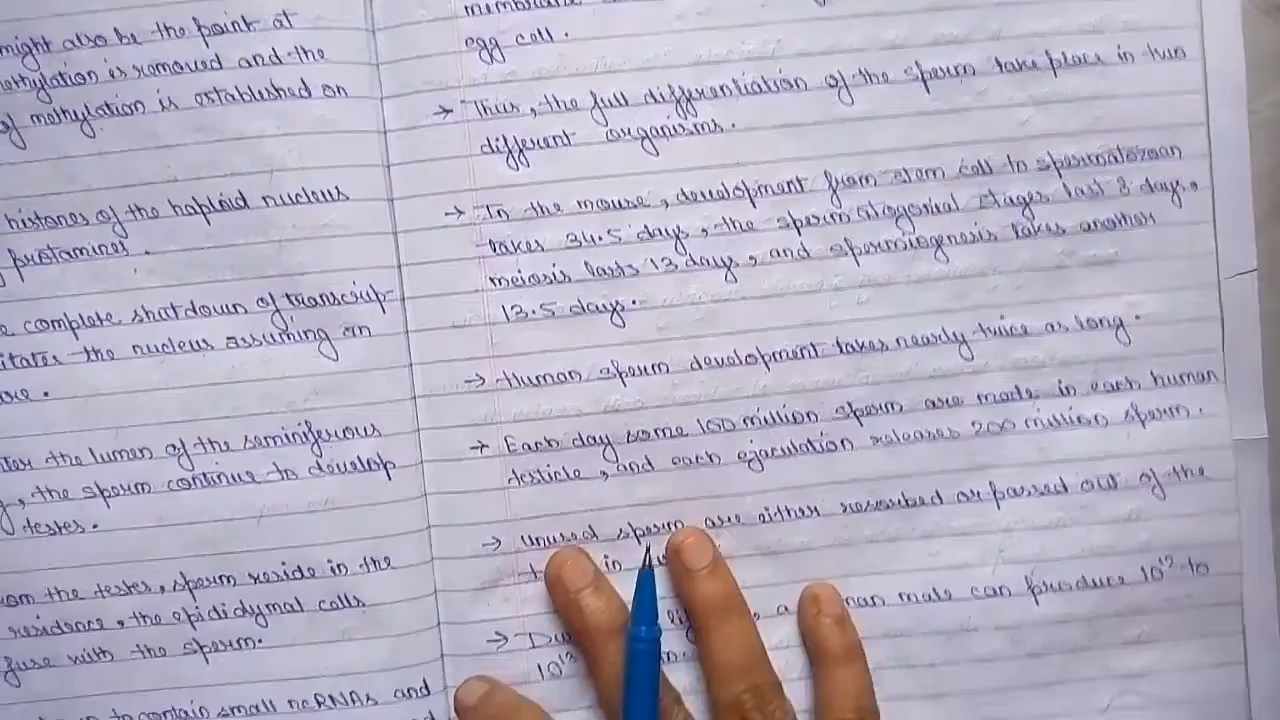 might also be the point at
methylation is removed and the
of methylation is established on
histones of the haploid nucleus
protamines.
complete shutdown of transcrip-
itates the nucleus assuming an
the lumen of the seminiferous
, the sperm continue to develop
testes.
om the testes, sperm reside in the
residence, the epididymal cells
fuse with the sperm.
to contain small ncRNAs and
membrane
egg cell.
→ Thus, the full differentiation of the sperm take place in two
different organisms.
→ In the mouse, development from stem cell to spermatozoan
takes 34.5 days, the spermatogonial stages last 8 days,
meiosis lasts 13 days, and spermiogenesis takes another
13.5 days.
→ Human sperm development takes nearly twice as long.
→ Each day some 100 million sperm are made in each human
testicle, and each ejaculation releases 200 million sperm.
→ Unused sperm are either resorbed or passed out of the
in
→ a man male can produce 10¹² to
10¹³